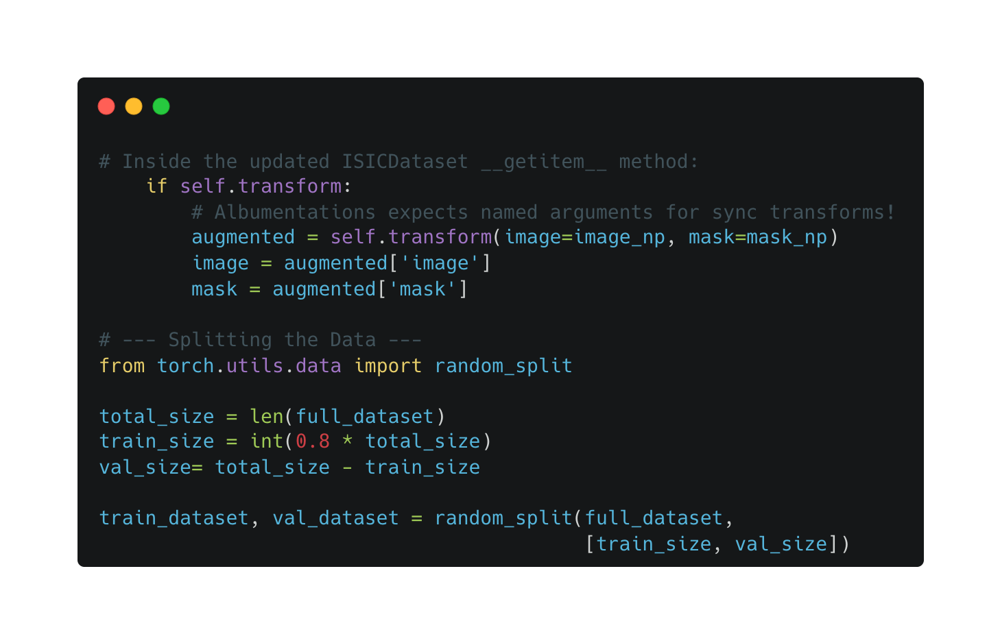 # Inside the updated ISICDataset __getitem__ method:
    if self.transform:
        # Albumentations expects named arguments for sync transforms!
        augmented = self.transform(image=image_np, mask=mask_np)
        image = augmented['image']
        mask = augmented['mask']

# --- Splitting the Data ---
from torch.utils.data import random_split

total_size = len(full_dataset)
train_size = int(0.8 * total_size)
val_size= total_size - train_size

train_dataset, val_dataset = random_split(full_dataset,
                                          [train_size, val_size])